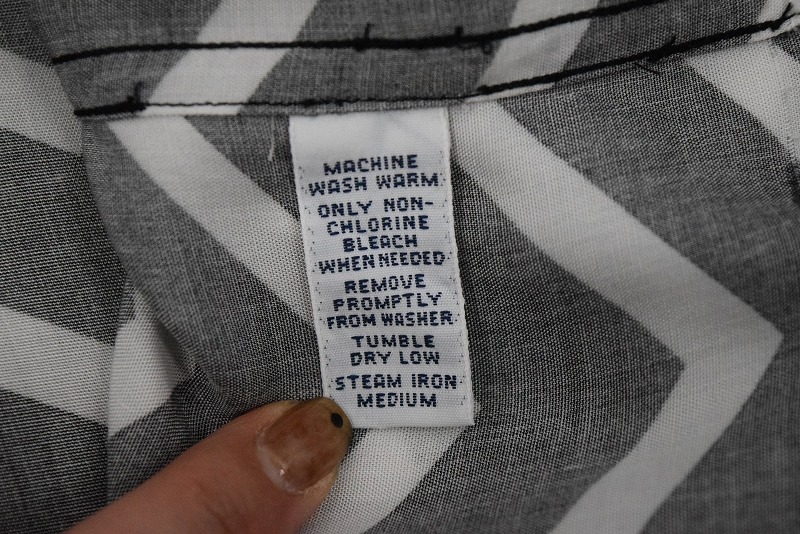 MACHINE
WASH WARM
ONLY NON-
CHLORINE
BLEACH
WHEN NEEDED
REMOVE
PROMPTLY
FROM WASHER
TUMBLE
DRY LOW
STEAM IRON
MEDIUM